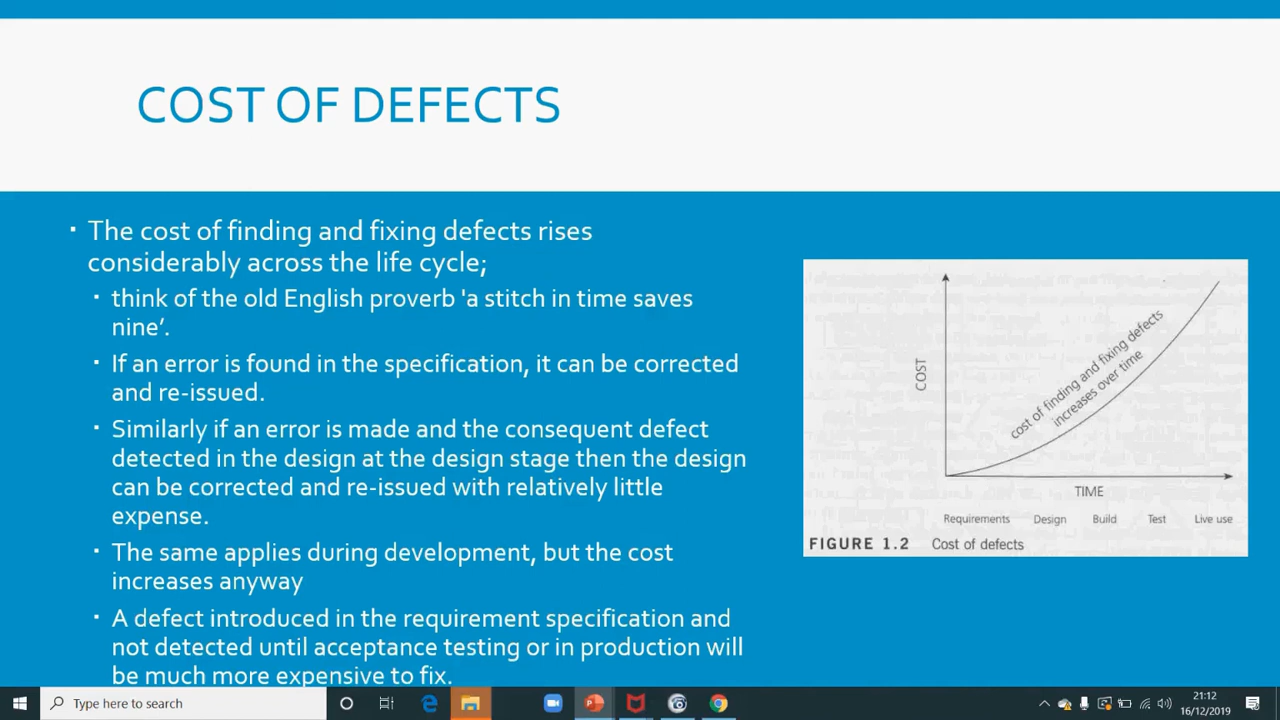 COST OF DEFECTS
▪ The cost of finding and fixing defects rises
considerably across the life cycle;
▪ think of the old English proverb 'a stitch in time saves
nine’.
▪ If an error is found in the specification, it can be corrected
and re-issued.
▪ Similarly if an error is made and the consequent defect
detected in the design at the design stage then the design
can be corrected and re-issued with relatively little
expense.
▪ The same applies during development, but the cost
increases anyway
▪ A defect introduced in the requirement specification and
not detected until acceptance testing or in production will
be much more expensive to fix.
COST
cost of finding and fixing defects
increases over time
TIME
Requirements Design Build Test Live use
FIGURE 1.2 Cost of defects
Type here to search
21:12
16/12/2019